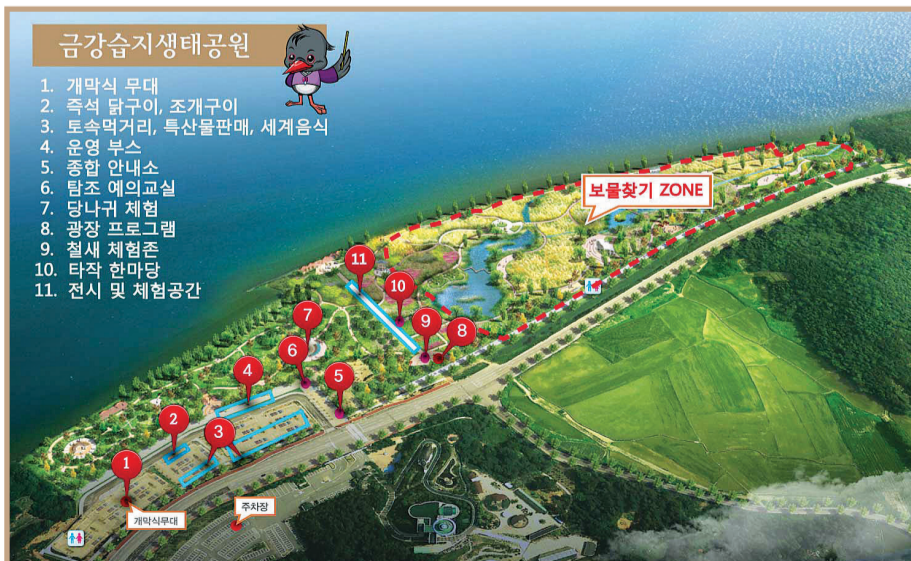 금강습지생태공원
1. 개막식 무대
2. 즉석 닭구이, 조개구이
3. 토속먹거리, 특산물판매, 세계음식
4. 운영 부스
5. 종합 안내소
6. 탐조 예의교실
7. 당나귀 체험
8. 광장 프로그램
9. 철새 체험존
10. 타작 한마당
11. 전시 및 체험공간
보물찾기 ZONE
11
10
7
9
8
6
4
5
2
3
1
개막식무대
주차장